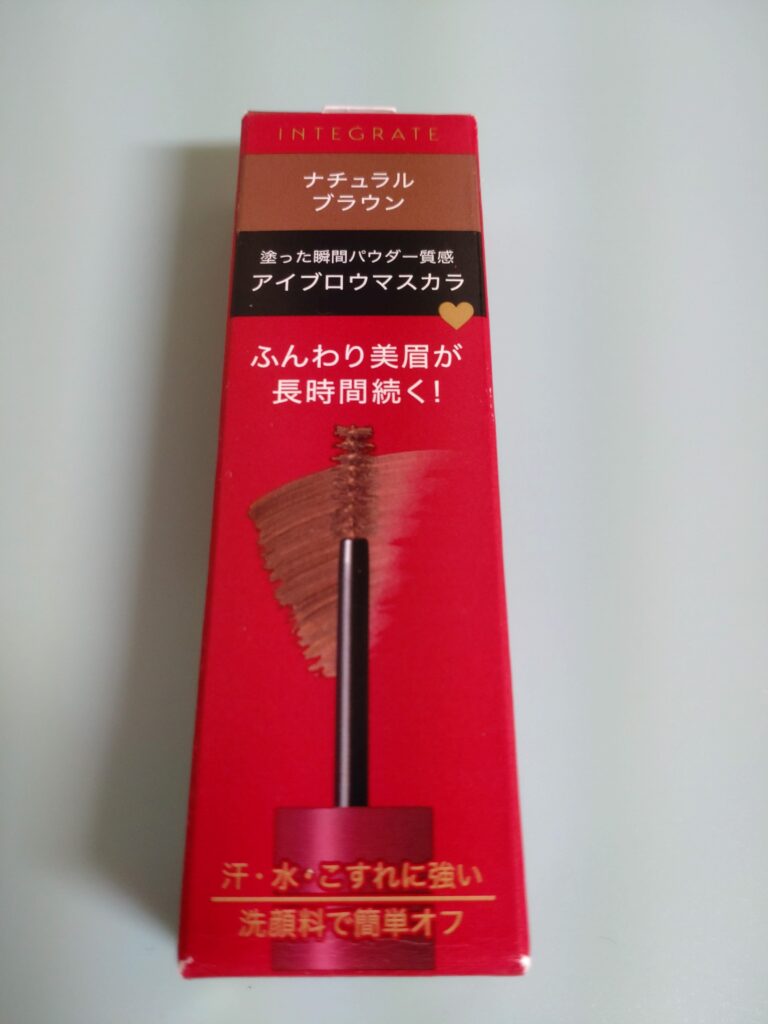 INTEGRATE
ナチュラル
ブラウン
塗った瞬間パウダー質感
アイブロウマスカラ
ふんわり美眉が
長時間続く!
汗・水・こすれに強い
洗顔料で簡単オフ